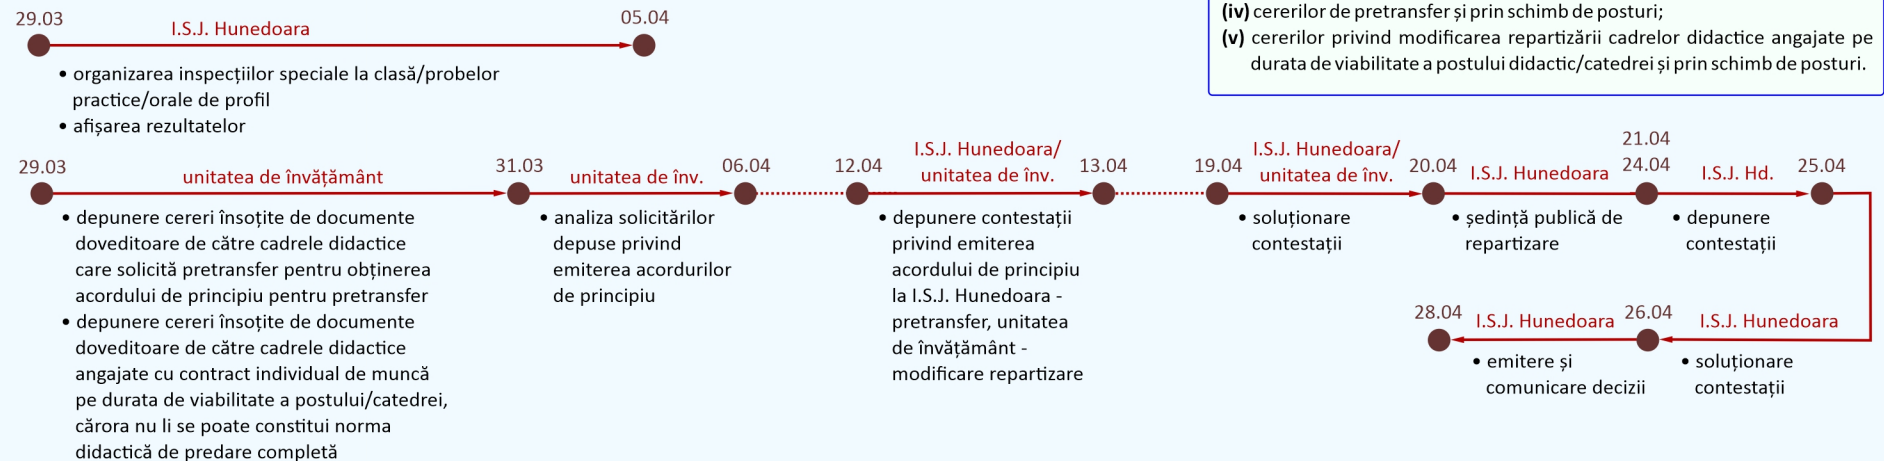 29.03
I.S.J. Hunedoara
05.04
• organizarea inspecțiilor speciale la clasă/probelor
practice/orale de profil
• afișarea rezultatelor
(iv) cererilor de pretransfer și prin schimb de posturi;
(v) cererilor privind modificarea repartizării cadrelor didactice angajate pe
durata de viabilitate a postului didactic/catedrei și prin schimb de posturi.
29.03
unitatea de învățământ
31.03
unitatea de înv.
06.04
12.04
I.S.J. Hunedoara/
unitatea de înv.
13.04
19.04
I.S.J. Hunedoara/
unitatea de înv.
20.04
I.S.J. Hunedoara
21.04
24.04
I.S.J. Hd.
25.04
• depunere cereri însoțite de documente
doveditoare de către cadrele didactice
care solicită pretransfer pentru obținerea
acordului de principiu pentru pretransfer
• depunere cereri însoțite de documente
doveditoare de către cadrele didactice
angajate cu contract individual de muncă
pe durata de viabilitate a postului/catedrei,
cărora nu li se poate constitui norma
didactică de predare completă
• analiza solicitărilor
depuse privind
emiterea acordurilor
de principiu
• depunere contestații
privind emiterea
acordului de principiu
la I.S.J. Hunedoara -
pretransfer, unitatea
de învățământ -
modificare repartizare
• soluționare
contestații
• ședință publică de
repartizare
• depunere
contestații
28.04
I.S.J. Hunedoara
26.04
I.S.J. Hunedoara
• emitere și
comunicare decizii
• soluționare
contestații